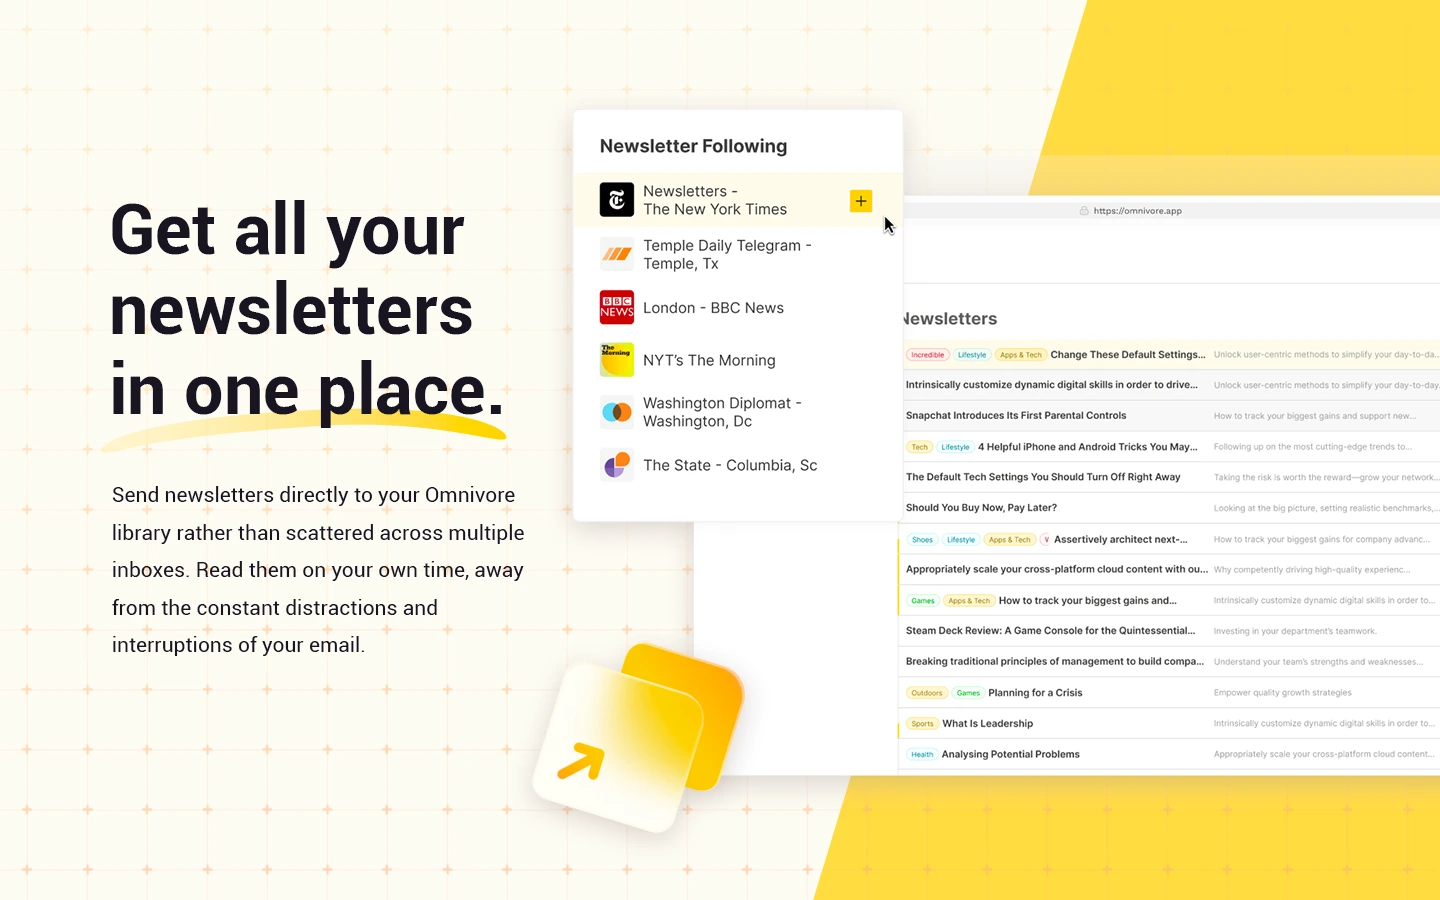 Get all your
newsletters
in one place.
Send newsletters directly to your Omnivore
library rather than scattered across multiple
inboxes. Read them on your own time, away
from the constant distractions and
interruptions of your email.
Newsletter Following
Newsletters -
The New York Times
Temple Daily Telegram -
Temple, Tx
BBC
NEWS
London - BBC News
The
Morning
NYT's The Morning
Washington Diplomat -
Washington, Dc
The State - Columbia, Sc
https://omnivore.app
Newsletters
Incredible Lifestyle Apps & Tech Change These Default Settings... Unlock user-centric methods to simplify your day-to-da...
Intrinsically customize dynamic digital skills in order to drive... Unlock user-centric methods to simplify your day-to-day
Snapchat Introduces Its First Parental Controls How to track your biggest gains and support new...
Tech Lifestyle 4 Helpful iPhone and Android Tricks You May... Following up on the most cutting-edge trends to...
The Default Tech Settings You Should Turn Off Right Away Taking the risk is worth the reward—grow your network...
Should You Buy Now, Pay Later? Looking at the big picture, setting realistic benchmarks,...
Shoes Lifestyle Apps & Tech V Assertively architect next-... How to track your biggest gains for company advanc...
Appropriately scale your cross-platform cloud content with ou... Why competently driving high-quality experienc...
Games Apps & Tech How to track your biggest gains and... Intrinsically customize dynamic digital skills in order to...
Steam Deck Review: A Game Console for the Quintessential... Investing in your department's teamwork.
Breaking traditional principles of management to build compa... Understand your team's strengths and weaknesses...
Outdoors Games Planning for a Crisis Empower quality growth strategies
Sports What Is Leadership Intrinsically customize dynamic digital skills in order to...
Health Analysing Potential Problems Appropriately scale your cross-platform cloud content...